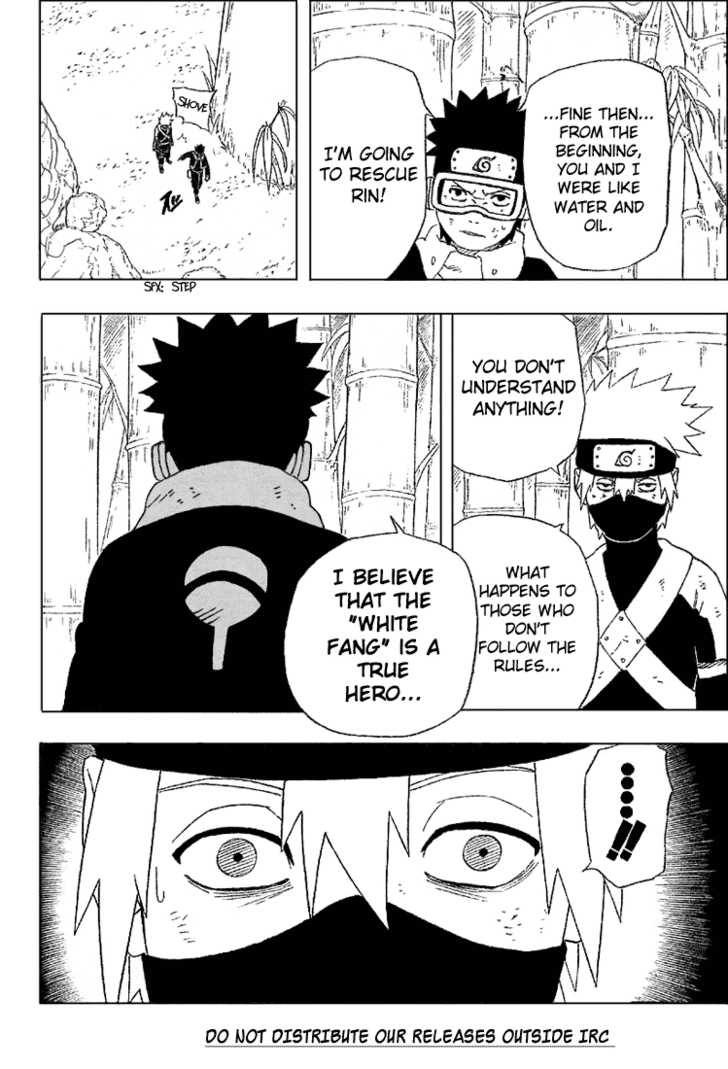 ...FINE THEN...
FROM THE
BEGINNING,
YOU AND I
WERE LIKE
WATER AND
OIL.
I'M GOING
TO RESCUE
RIN!
SHOVE
スッ
SFX: STEP
YOU DON'T
UNDERSTAND
ANYTHING!
WHAT
HAPPENS TO
THOSE WHO
DON'T
FOLLOW THE
RULES...
I BELIEVE
THAT THE
"WHITE
FANG" IS A
TRUE
HERO...
....!!
DO NOT DISTRIBUTE OUR RELEASES OUTSIDE IRC